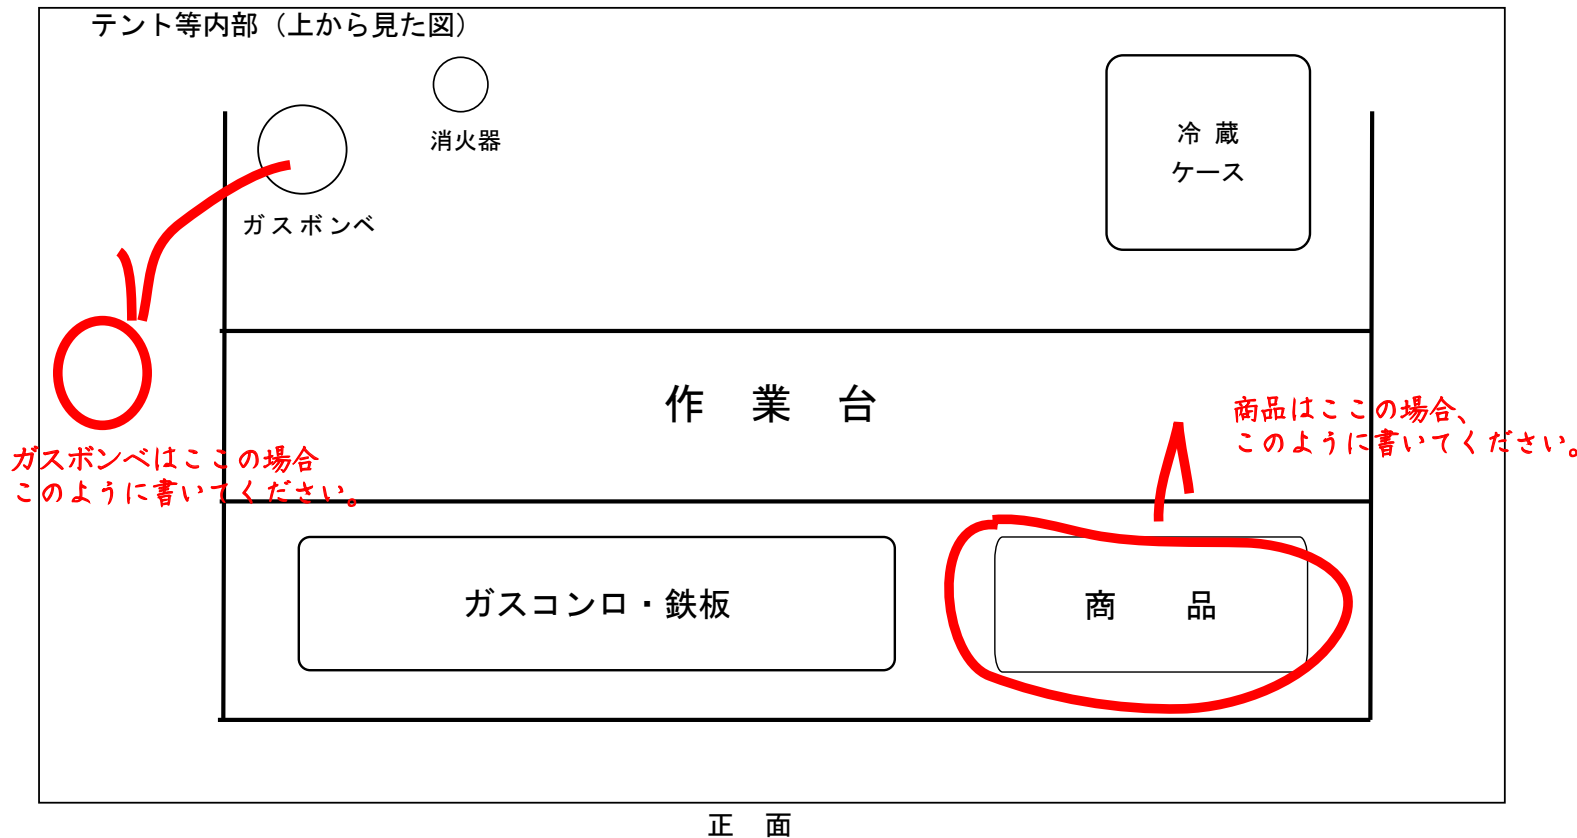 テント等内部（上から見た図）
消火器
冷 蔵
ケース
ガスボンベ
作 業 台
商品はここの場合、
このように書いてください。
ガスボンベはここの場合
このように書いてください。
ガスコンロ・鉄板
商 品
正 面